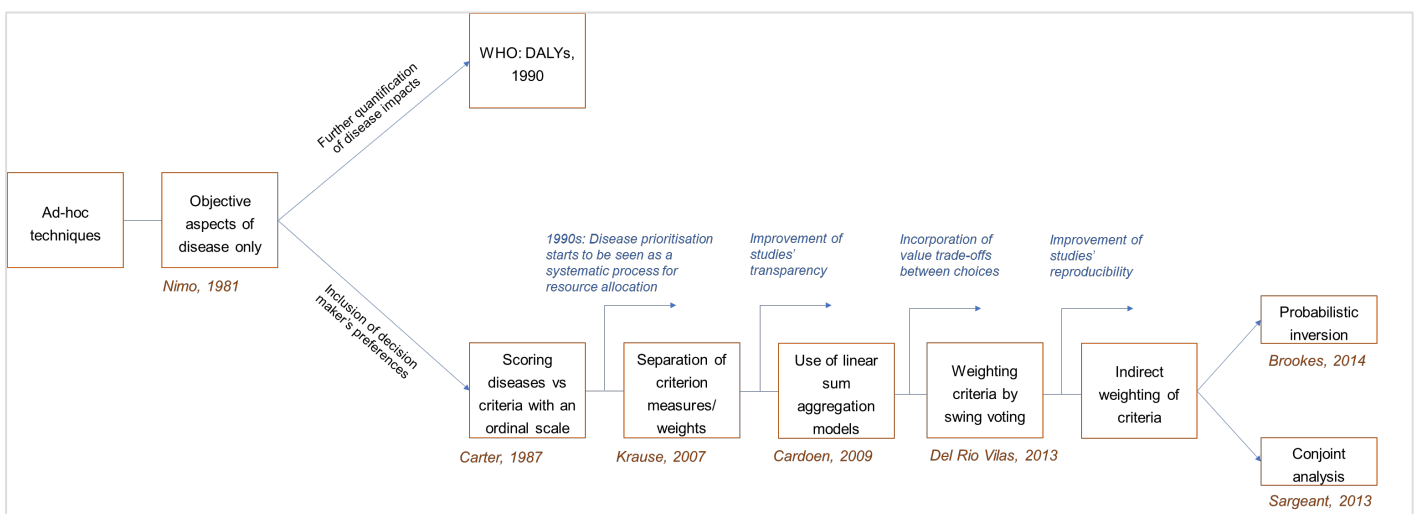 WHO: DALYs,
1990
Further quantification
of disease impacts
Ad-hoc
techniques
Objective
aspects of
disease only
Nimo, 1981
Inclusion of decision
maker's preferences
1990s: Disease prioritisation
starts to be seen as a
systematic process for
resource allocation
Improvement of
studies'
transparency
Incorporation of
value trade-offs
between choices
Improvement of
studies'
reproducibility
Scoring
diseases vs
criteria with an
ordinal scale
Carter, 1987
Separation of
criterion
measures/
weights
Krause, 2007
Use of linear
sum
aggregation
models
Cardoen, 2009
Weighting
criteria by
swing voting
Del Rio Vilas, 2013
Indirect
weighting of
criteria
Probabilistic
inversion
Brookes, 2014
Conjoint
analysis
Sargeant, 2013